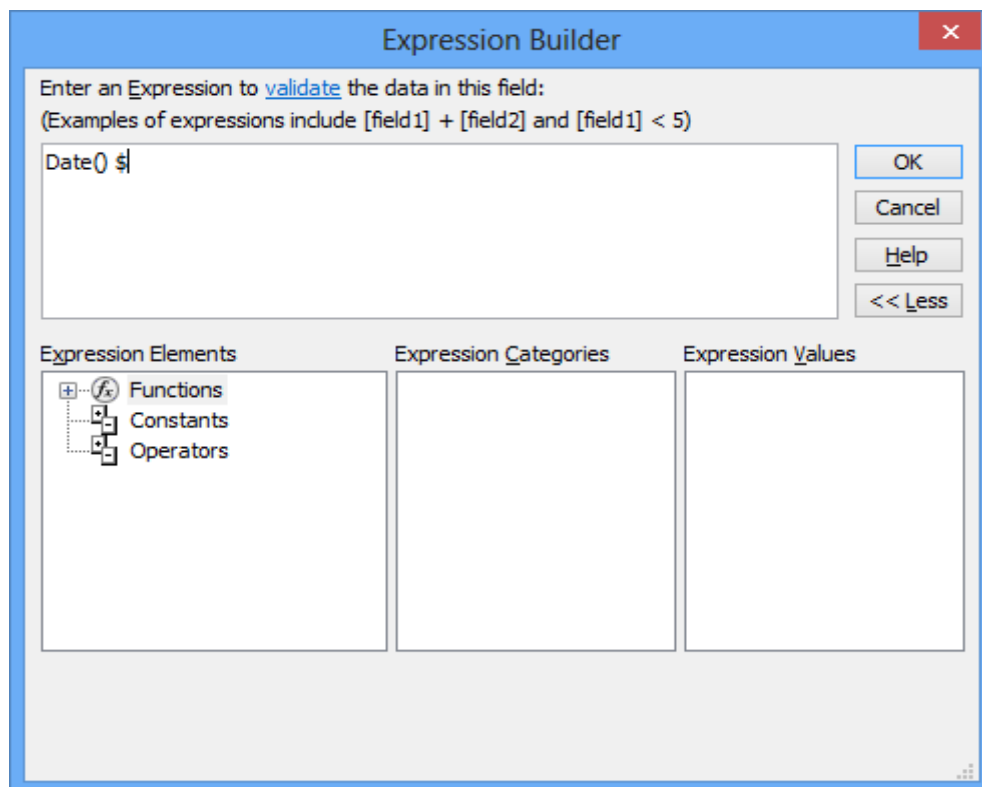 Expression Builder
Enter an Expression to validate the data in this field:
(Examples of expressions include [field1] + [field2] and [field1] < 5)
Date() $
OK
Cancel
Help
<< Less
Expression Elements
Expression Categories
Expression Values
Functions
Constants
Operators